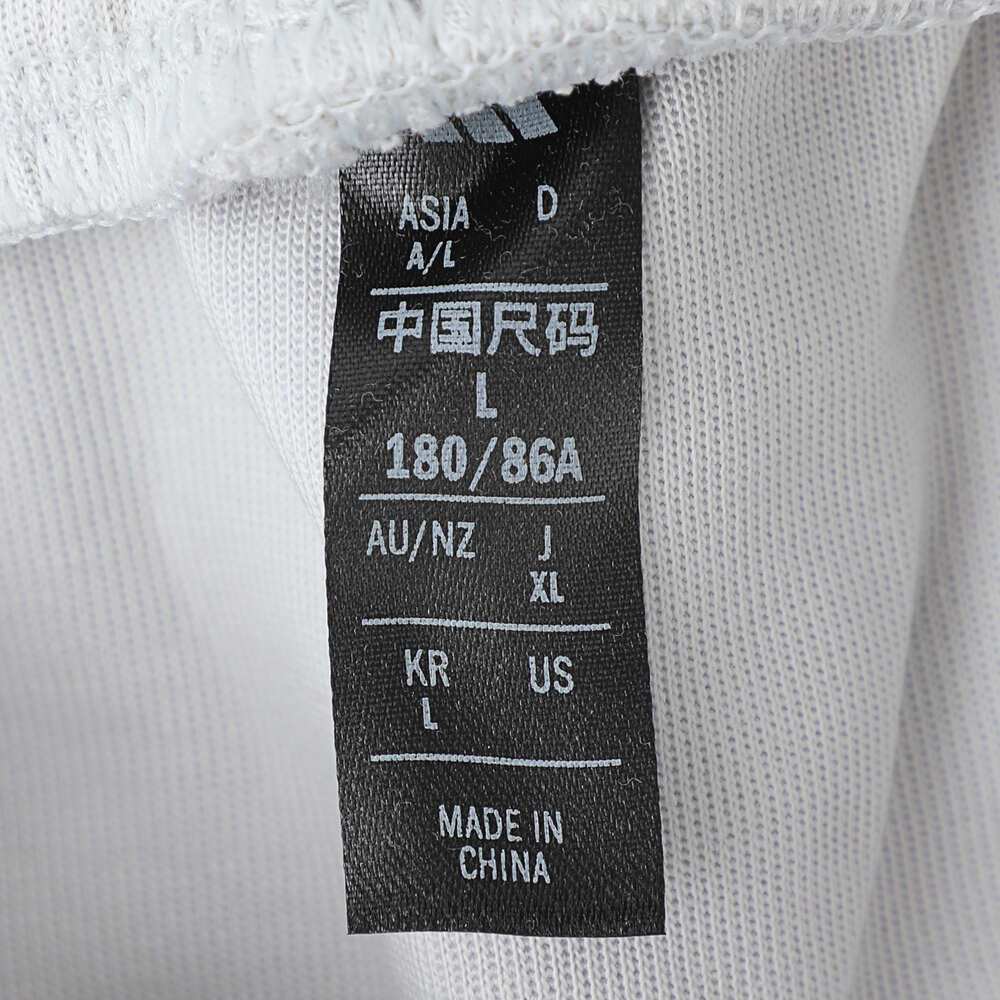 ASIA D
A/L
中国尺码
L
180/86A
AU/NZ J
XL
KR US
L
MADE IN
CHINA